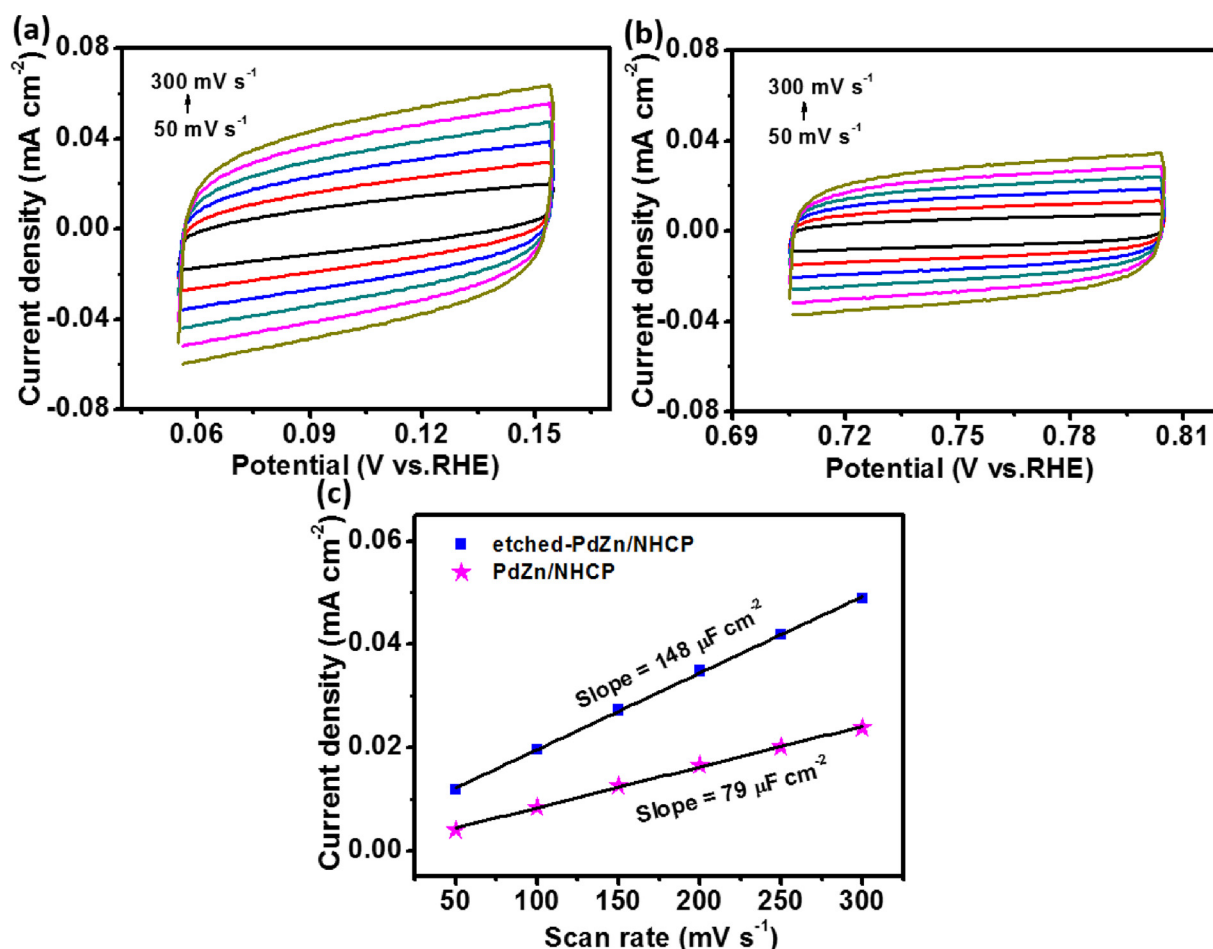 (a)
0.08
0.04
0.00
-0.04
-0.08
Current density (mA cm⁻²)
300 mV s⁻¹
50 mV s⁻¹
0.06 0.09 0.12 0.15
Potential (V vs.RHE)
(b)
0.08
0.04
0.00
-0.04
-0.08
Current density (mA cm⁻²)
300 mV s⁻¹
50 mV s⁻¹
0.69 0.72 0.75 0.78 0.81
Potential (V vs.RHE)
(c)
0.06
0.04
0.02
0.00
Current density (mA cm⁻²)
etched-PdZn/NHCP
PdZn/NHCP
Slope = 148 μF cm⁻²
Slope = 79 μF cm⁻²
50 100 150 200 250 300
Scan rate (mV s⁻¹)